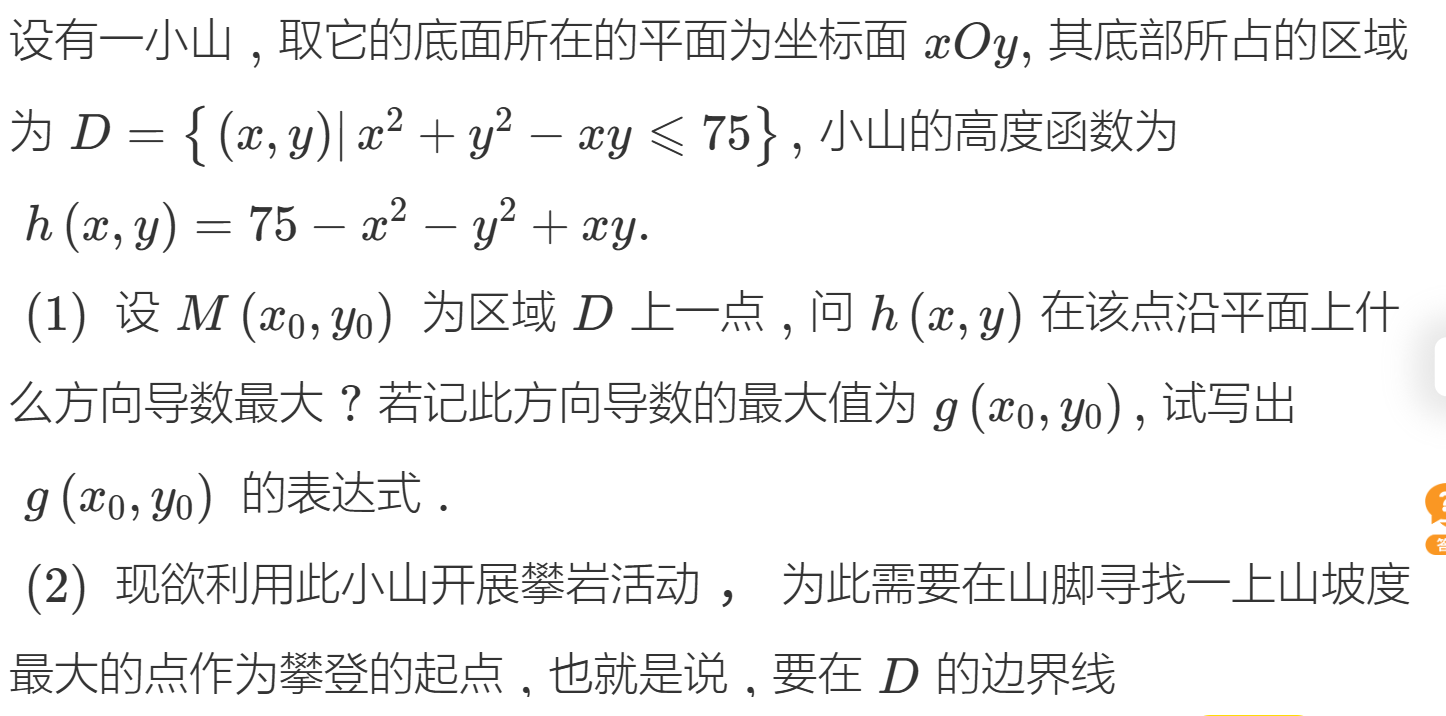 设有一小山 , 取它的底面所在的平面为坐标面 xOy, 其底部所占的区域
为 D = {(x, y)| x² + y² − xy ⩽ 75} , 小山的高度函数为
h (x, y) = 75 − x² − y² + xy.
(1) 设 M (x₀, y₀) 为区域 D 上一点 , 问 h (x, y) 在该点沿平面上什
么方向导数最大 ? 若记此方向导数的最大值为 g (x₀, y₀) , 试写出
g (x₀, y₀) 的表达式 .
(2) 现欲利用此小山开展攀岩活动 ， 为此需要在山脚寻找一上山坡度
最大的点作为攀登的起点 , 也就是说 , 要在 D 的边界线